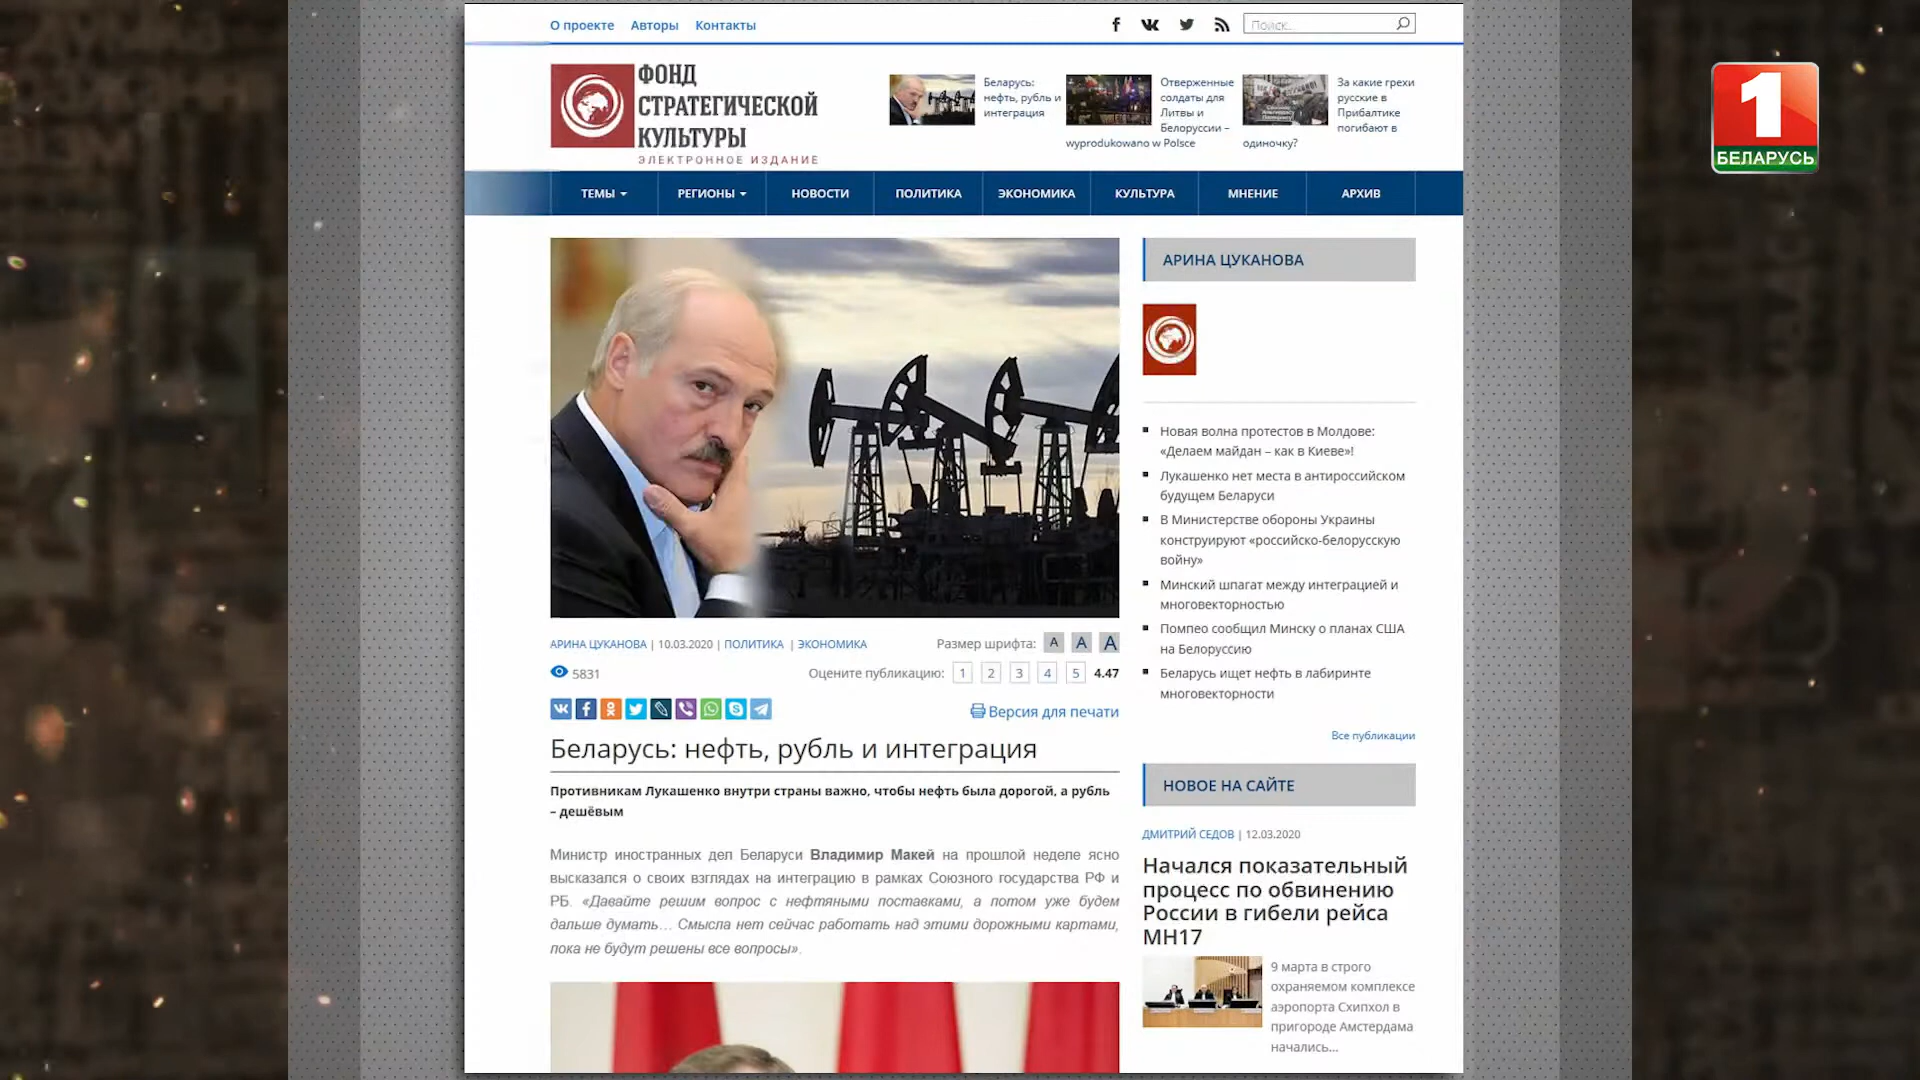 О проекте Авторы Контакты
Поиск...
ФОНД
СТРАТЕГИЧЕСКОЙ
КУЛЬТУРЫ
ЭЛЕКТРОННОЕ ИЗДАНИЕ
Беларусь:
нефть, рубль и
интеграция
Отверженные
солдаты для
Литвы и
Белоруссии –
wyprodukowano w Polsce
За какие грехи
русские в
Прибалтике
погибают в
одиночку?
1
БЕЛАРУСЬ
ТЕМЫ РЕГИОНЫ НОВОСТИ ПОЛИТИКА ЭКОНОМИКА КУЛЬТУРА МНЕНИЕ АРХИВ
АРИНА ЦУКАНОВА | 10.03.2020 | ПОЛИТИКА | ЭКОНОМИКА
Размер шрифта: A A A
5831
Оцените публикацию: 1 2 3 4 5 4.47
Версия для печати
Беларусь: нефть, рубль и интеграция
Противникам Лукашенко внутри страны важно, чтобы нефть была дорогой, а рубль
– дешёвым
Министр иностранных дел Беларуси Владимир Макей на прошлой неделе ясно
высказался о своих взглядах на интеграцию в рамках Союзного государства РФ и
РБ. «Давайте решим вопрос с нефтяными поставками, а потом уже будем
дальше думать… Смысла нет сейчас работать над этими дорожными картами,
пока не будут решены все вопросы».
АРИНА ЦУКАНОВА
Новая волна протестов в Молдове:
«Делаем майдан – как в Киеве»!
Лукашенко нет места в антироссийском
будущем Беларуси
В Министерстве обороны Украины
конструируют «российско-белорусскую
войну»
Минский шпагат между интеграцией и
многовекторностью
Помпео сообщил Минску о планах США
на Белоруссию
Беларусь ищет нефть в лабиринте
многовекторности
Все публикации
НОВОЕ НА САЙТЕ
ДМИТРИЙ СЕДОВ | 12.03.2020
Начался показательный
процесс по обвинению
России в гибели рейса
МН17
9 марта в строго
охраняемом комплексе
аэропорта Схипхол в
пригороде Амстердама
начались...